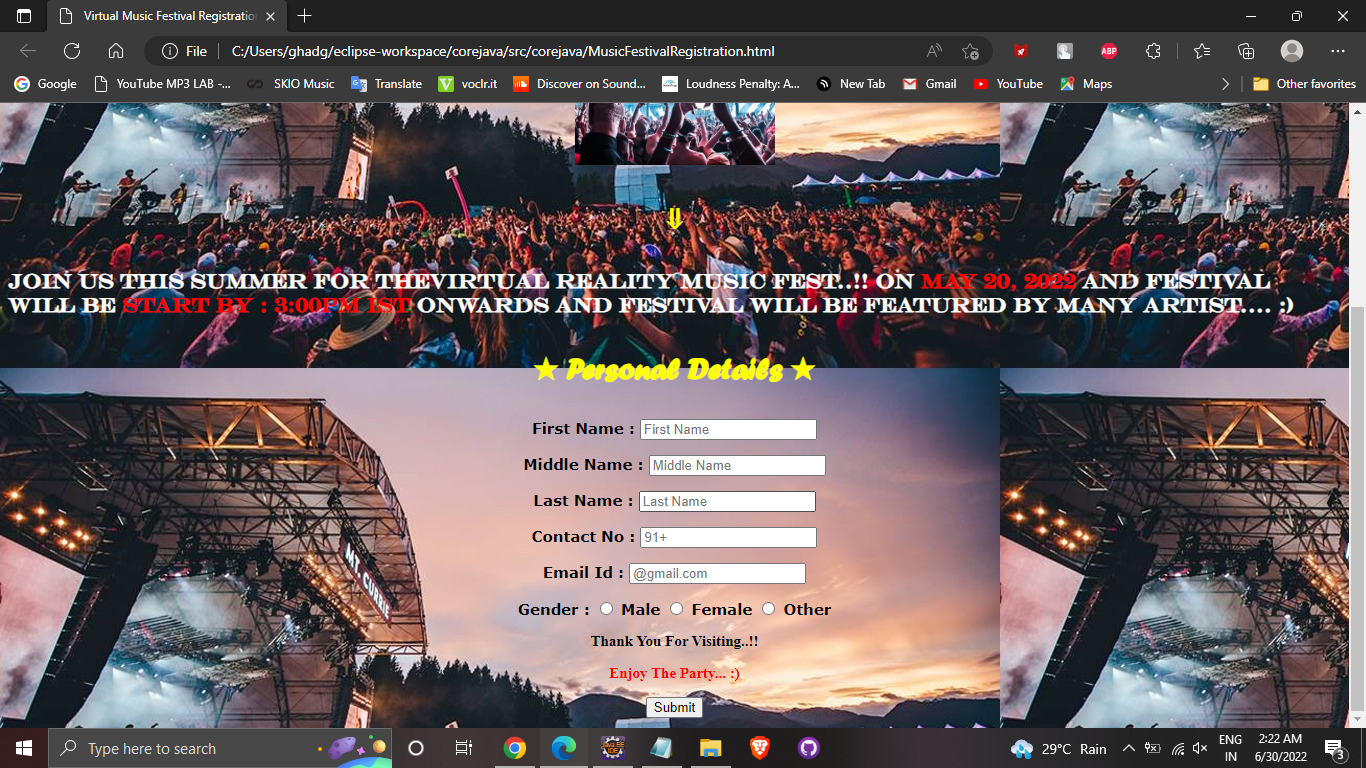 Virtual Music Festival Registratio
File
C:/Users/ghadg/eclipse-workspace/corejava/src/corejava/MusicFestivalRegistration.html
ABP
Google
YouTube MP3 LAB -...
SKIO Music
Translate
voclr.it
Discover on Sound...
Loudness Penalty: A...
New Tab
Gmail
YouTube
Maps
Other favorites
⇓
JOIN US THIS SUMMER FOR THEVIRTUAL REALITY MUSIC FEST..!! ON MAY 20, 2022 AND FESTIVAL
WILL BE START BY : 3:00PM IST ONWARDS AND FESTIVAL WILL BE FEATURED BY MANY ARTIST.... :)
★ Personal Details ★
First Name : First Name
Middle Name : Middle Name
Last Name : Last Name
Contact No : 91+
Email Id : @gmail.com
Gender : Male Female Other
MT. CURRIE
Thank You For Visiting..!!
Enjoy The Party... :)
Submit
Type here to search
29°C Rain
ENG
IN
2:22 AM
6/30/2022
3